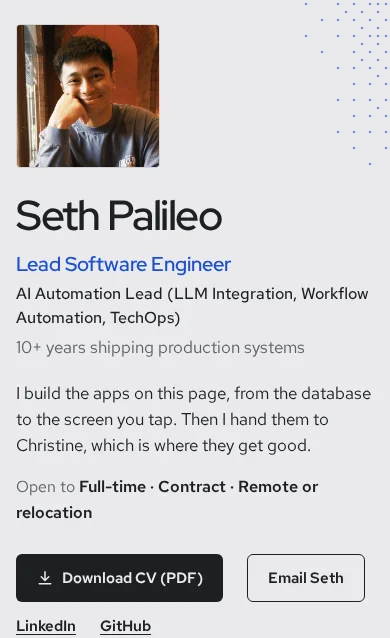 Seth Palileo
Lead Software Engineer
AI Automation Lead (LLM Integration, Workflow
Automation, TechOps)
10+ years shipping production systems
I build the apps on this page, from the database
to the screen you tap. Then I hand them to
Christine, which is where they get good.
Open to Full-time · Contract · Remote or
relocation
Download CV (PDF)
Email Seth
LinkedIn
GitHub